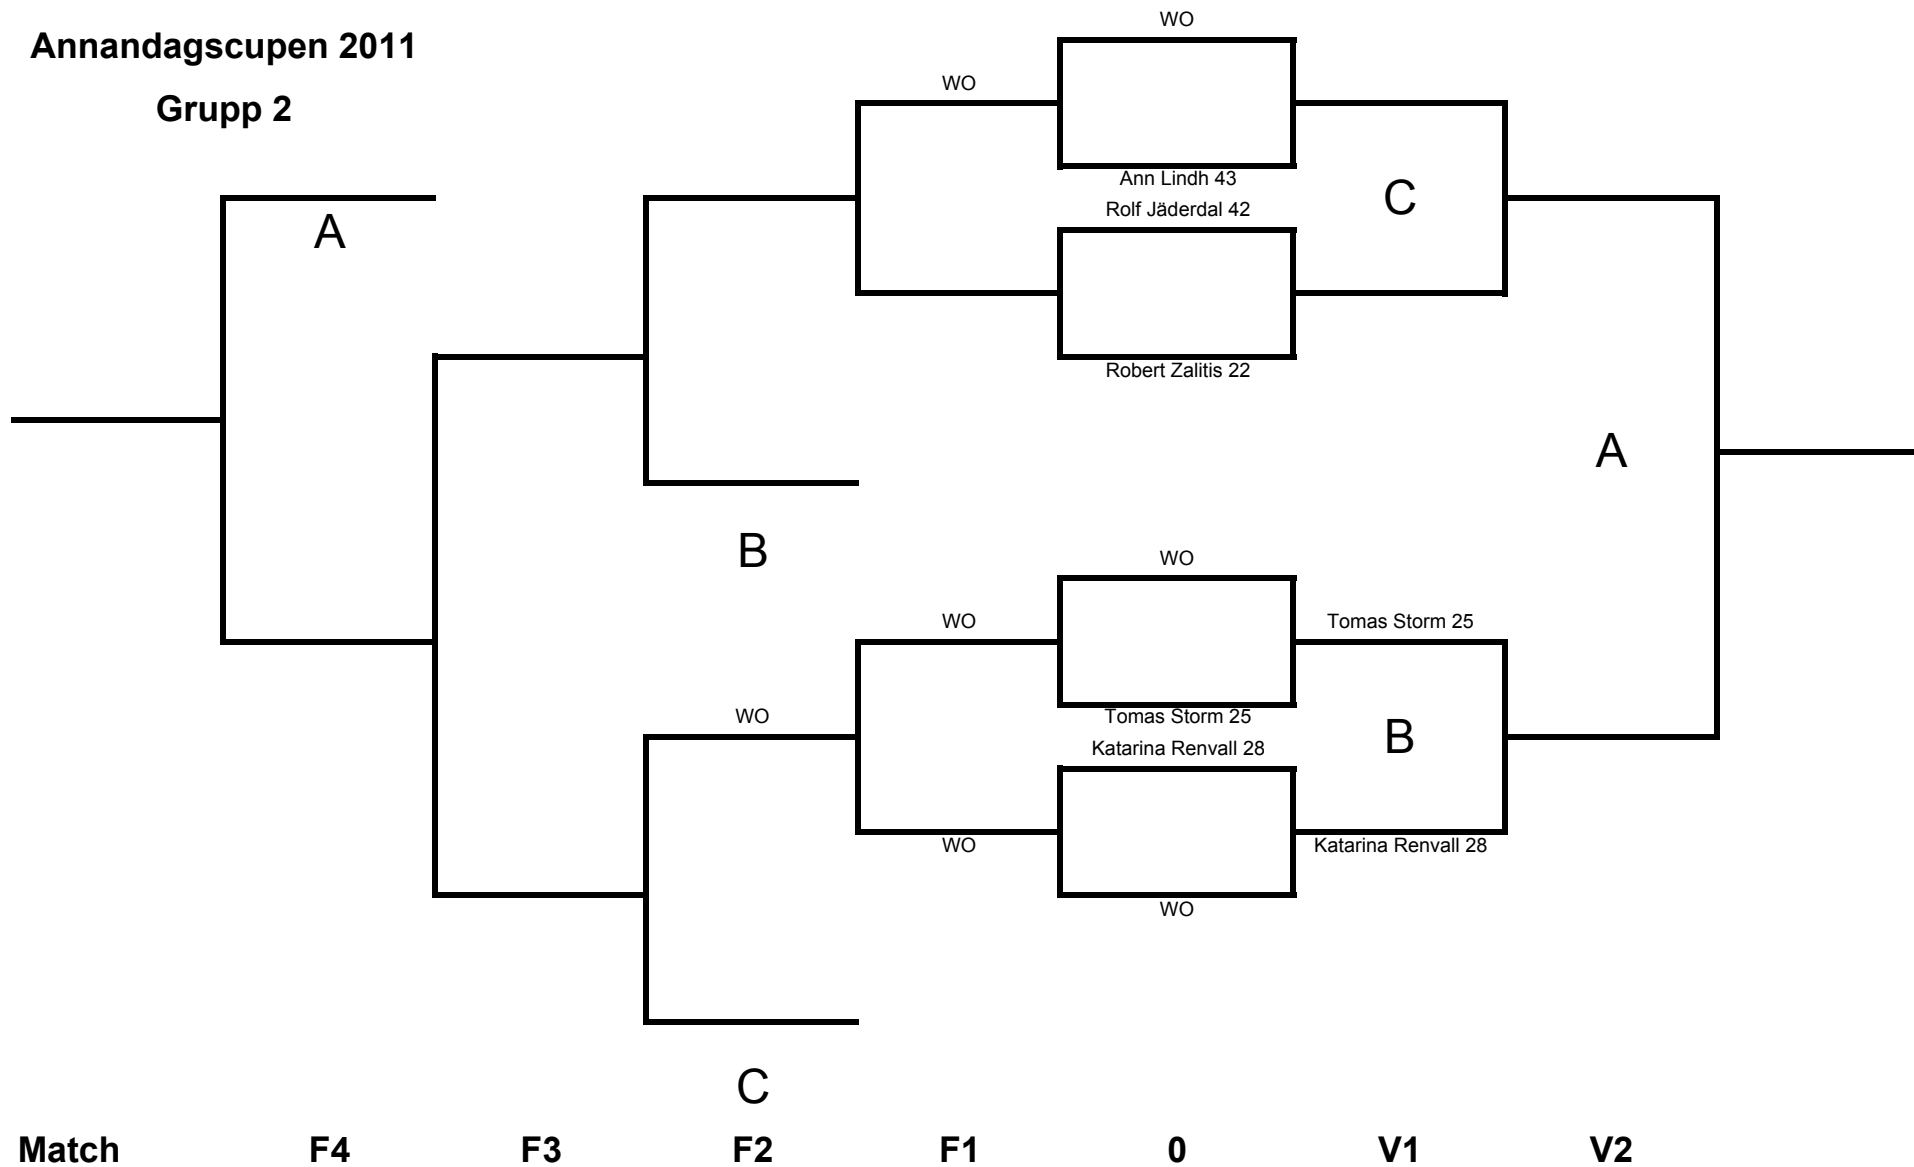 Annandagscupen 2011
Grupp 2
WO
WO
Ann Lindh 43
Rolf Jäderdal 42
C
A
Robert Zalitis 22
A
B
WO
WO
Tomas Storm 25
WO
Tomas Storm 25
B
Katarina Renvall 28
WO
Katarina Renvall 28
WO
C
Match F4 F3 F2 F1 0 V1 V2